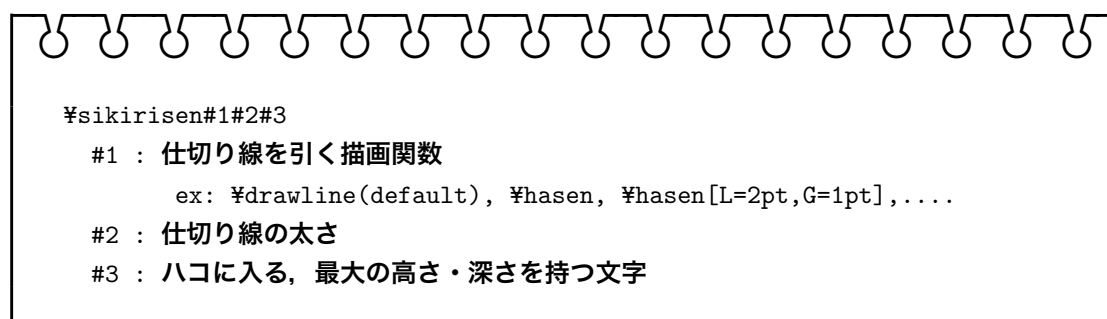 ¥sikirisen#1#2#3
#1 : 仕切り線を引く描画関数
ex: ¥drawline(default), ¥hasen, ¥hasen[L=2pt,G=1pt],....
#2 : 仕切り線の太さ
#3 : ハコに入る，最大の高さ・深さを持つ文字